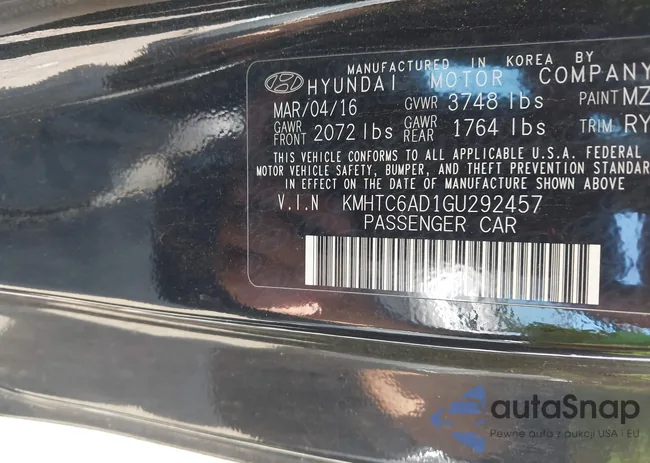 MANUFACTURED IN KOREA BY
HYUNDAI MOTOR COMPANY
MAR/04/16 GVWR 3748 lbs PAINT MZ
GAWR FRONT 2072 lbs GAWR REAR 1764 lbs TRIM RY
THIS VEHICLE CONFORMS TO ALL APPLICABLE U.S.A. FEDERAL
MOTOR VEHICLE SAFETY, BUMPER, AND THEFT PREVENTION STANDAR
IN EFFECT ON THE DATE OF MANUFACTURE SHOWN ABOVE
V.I.N KMHTC6AD1GU292457
PASSENGER CAR
autaSnap
Pewne auta z aukcji USA i EU